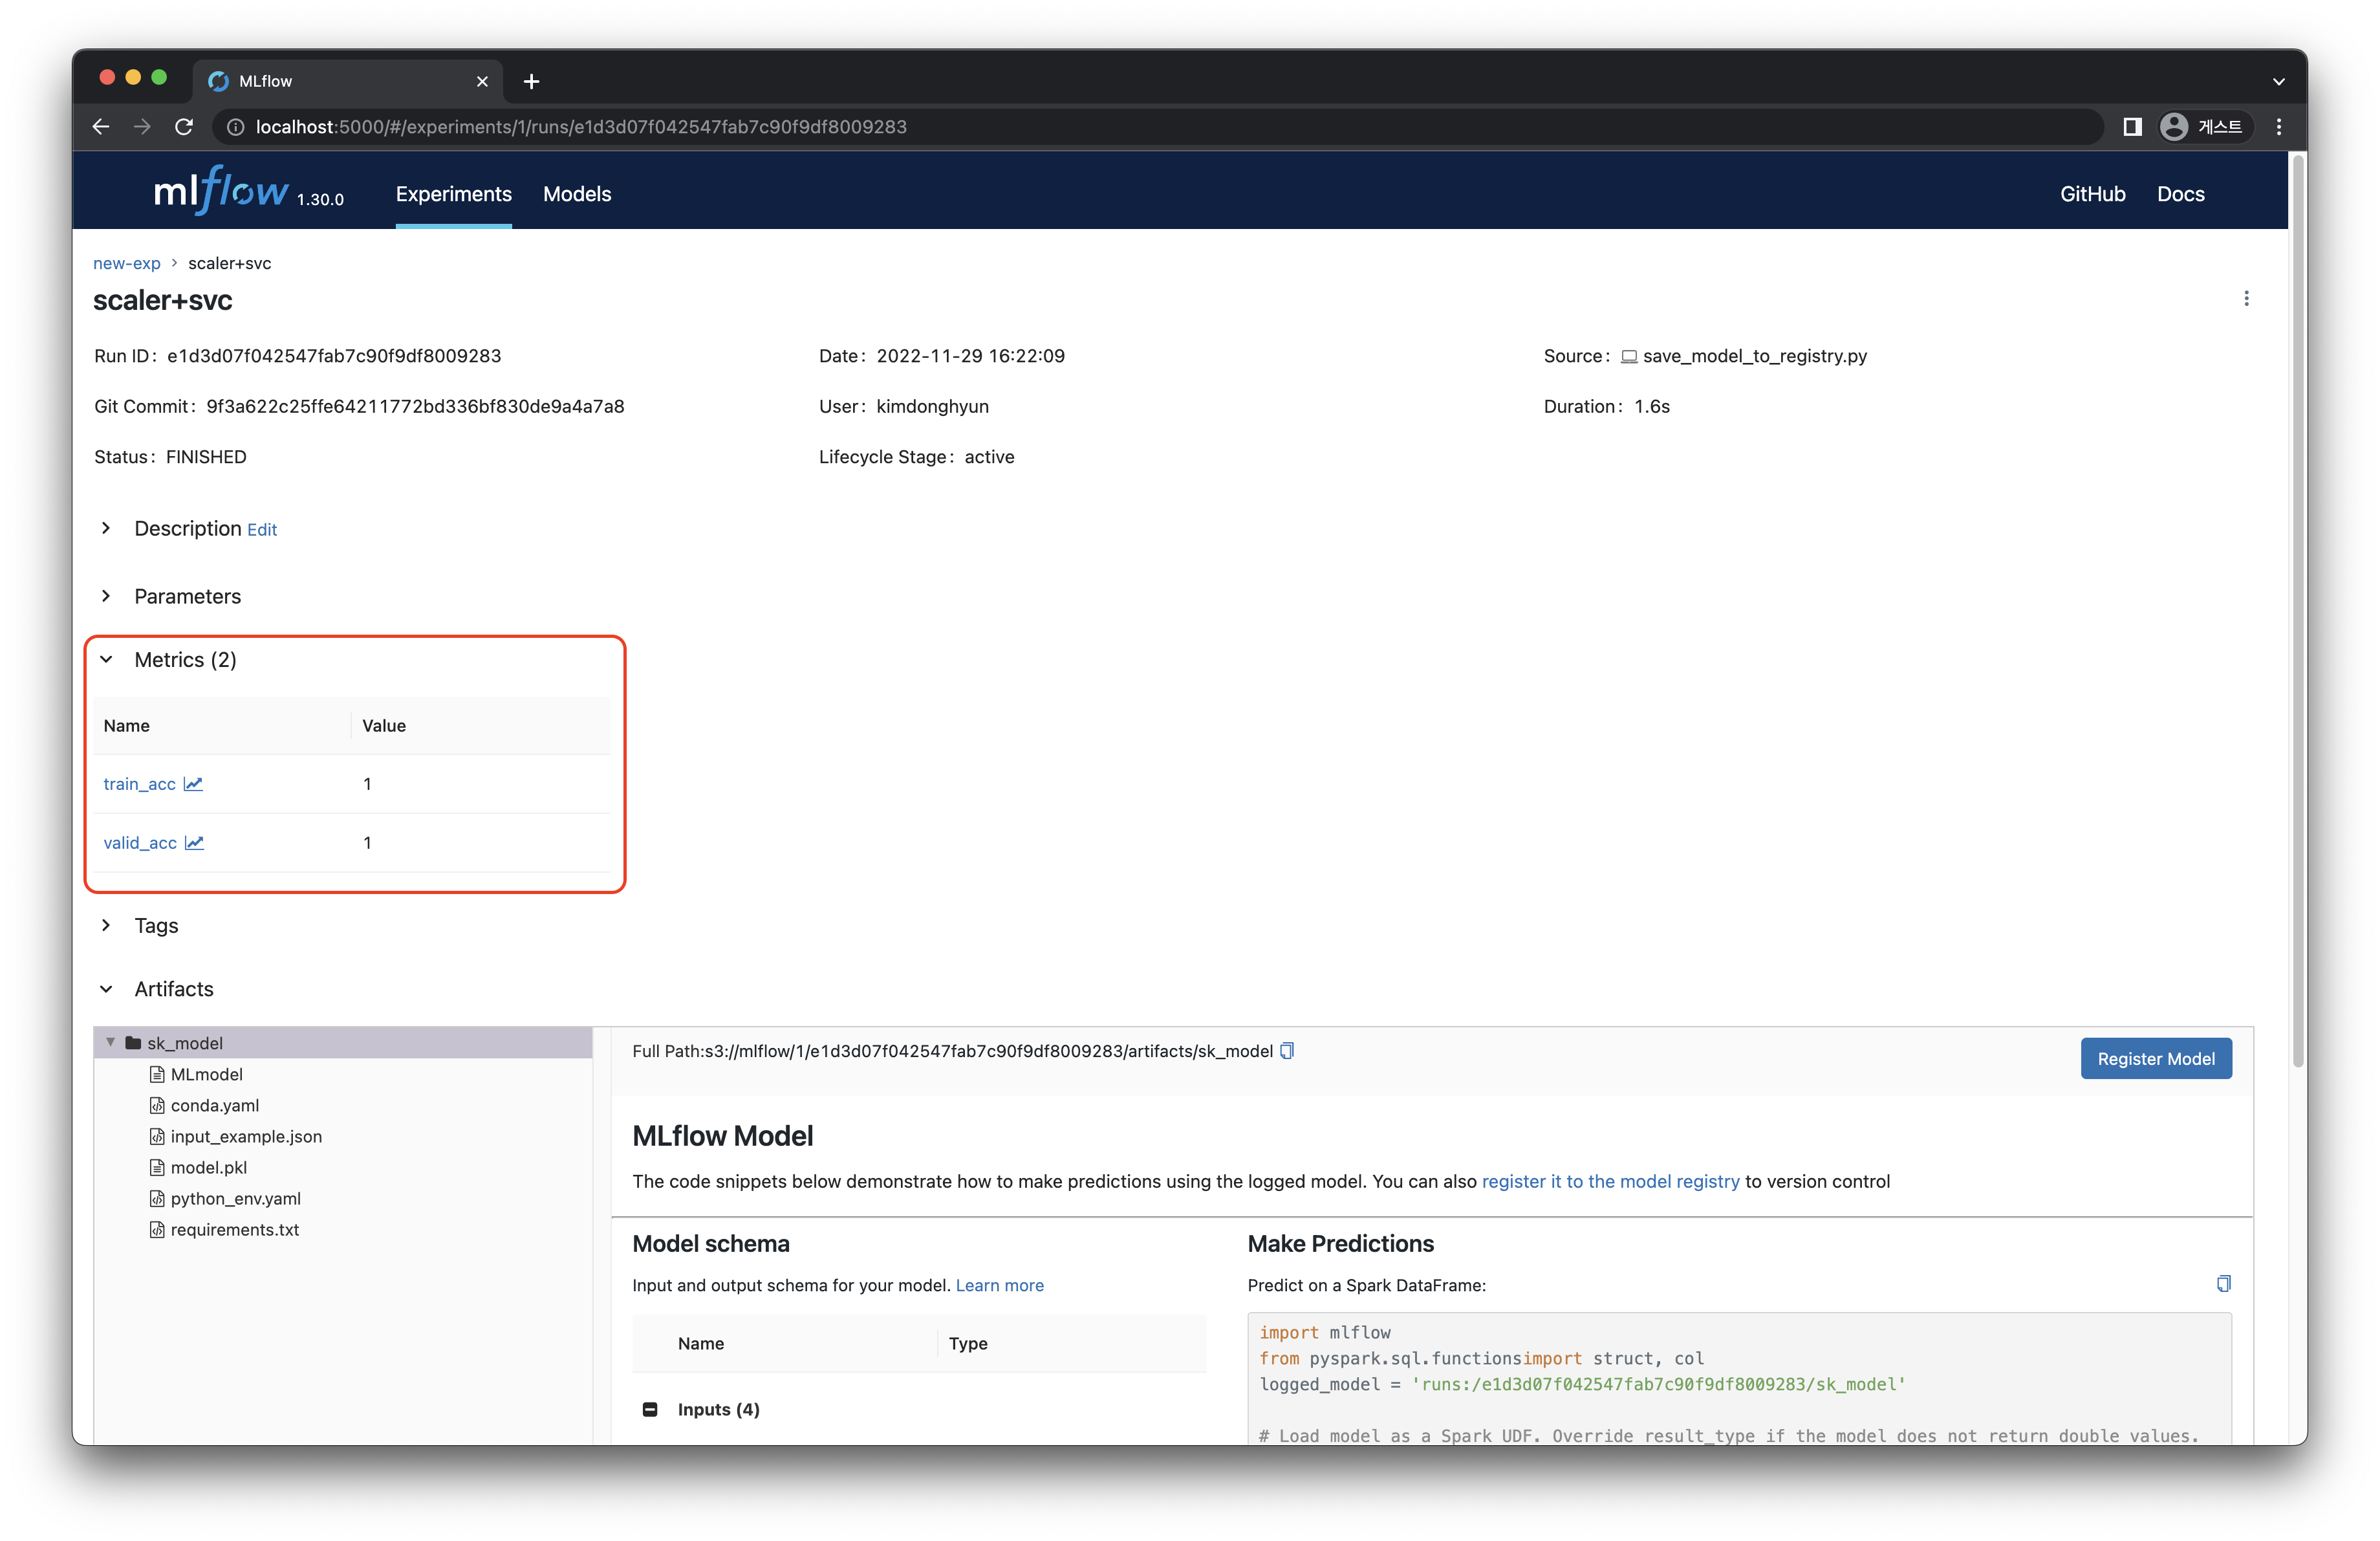 MLflow
localhost:5000/#/experiments/1/runs/e1d3d07f042547fab7c90f9df8009283
게스트
mlflow 1.30.0 Experiments Models GitHub Docs
new-exp > scaler+svc
scaler+svc
Run ID: e1d3d07f042547fab7c90f9df8009283 Date: 2022-11-29 16:22:09 Source: save_model_to_registry.py
Git Commit: 9f3a622c25ffe64211772bd336bf830de9a4a7a8 User: kimdonghyun Duration: 1.6s
Status: FINISHED Lifecycle Stage: active
Description Edit
Parameters
Metrics (2)
Name Value
train_acc 1
valid_acc 1
Tags
Artifacts
sk_model
MLmodel
conda.yaml
input_example.json
model.pkl
python_env.yaml
requirements.txt
Full Path:s3://mlflow/1/e1d3d07f042547fab7c90f9df8009283/artifacts/sk_model
Register Model
MLflow Model
The code snippets below demonstrate how to make predictions using the logged model. You can also register it to the model registry to version control
Model schema
Input and output schema for your model. Learn more
Name Type
Inputs (4)
Make Predictions
Predict on a Spark DataFrame:
import mlflow
from pyspark.sql.functionsimport struct, col
logged_model = 'runs:/e1d3d07f042547fab7c90f9df8009283/sk_model'
# Load model as a Spark UDF. Override result_type if the model does not return double values.